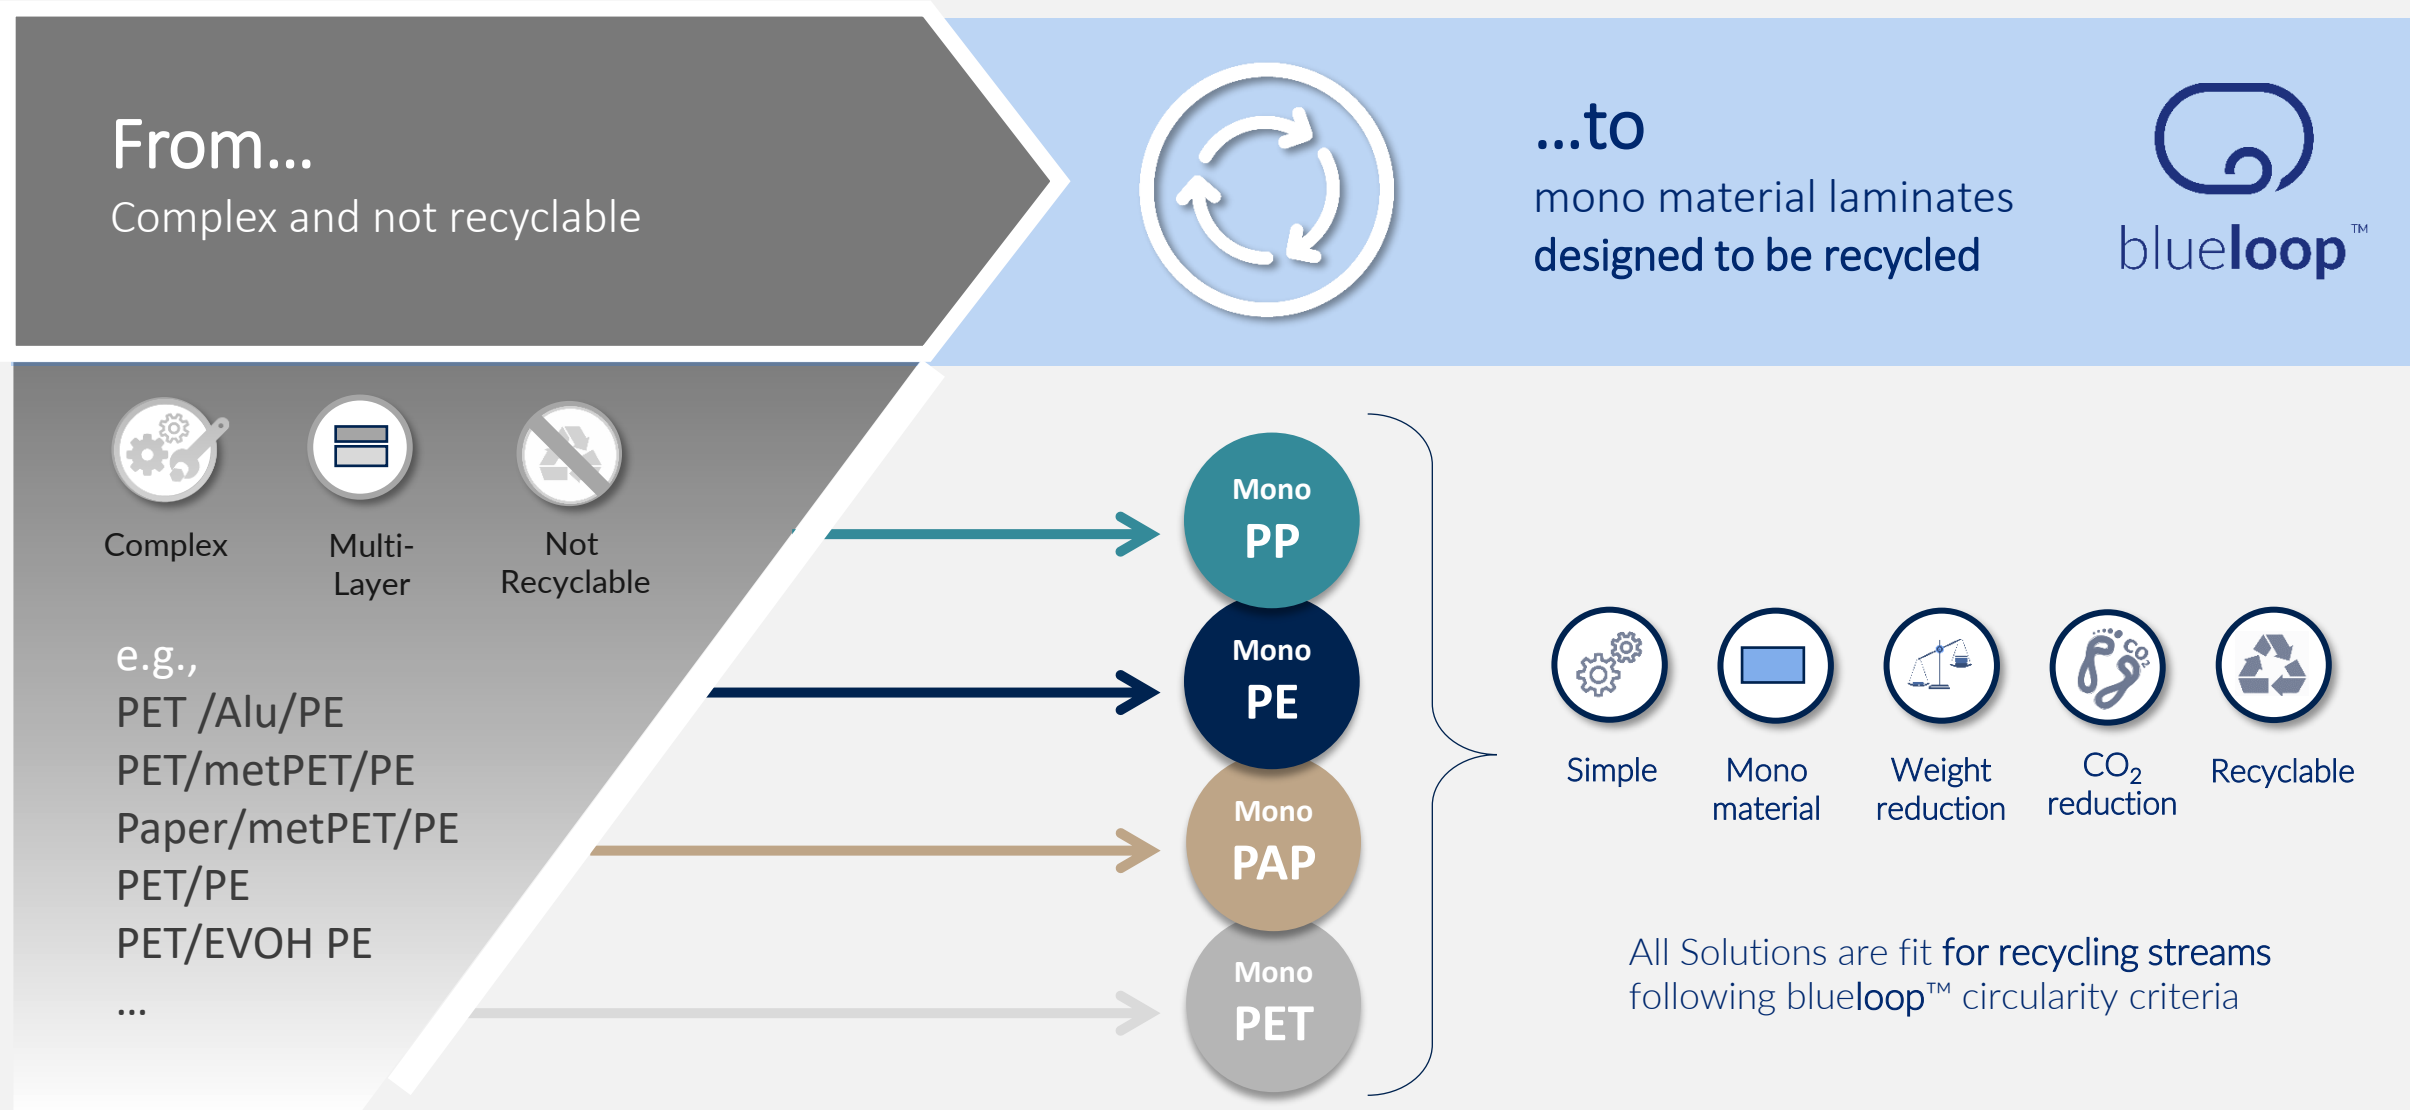 From...
Complex and not recyclable
...to
mono material laminates
designed to be recycled
blueloop™
Complex
Multi-
Layer
Not
Recyclable
e.g.,
PET /Alu/PE
PET/metPET/PE
Paper/metPET/PE
PET/PE
PET/EVOH PE
...
Mono
PP
Mono
PE
Mono
PAP
Mono
PET
Simple
Mono
material
Weight
reduction
CO₂
CO₂
reduction
Recyclable
All Solutions are fit for recycling streams
following blueloop™ circularity criteria